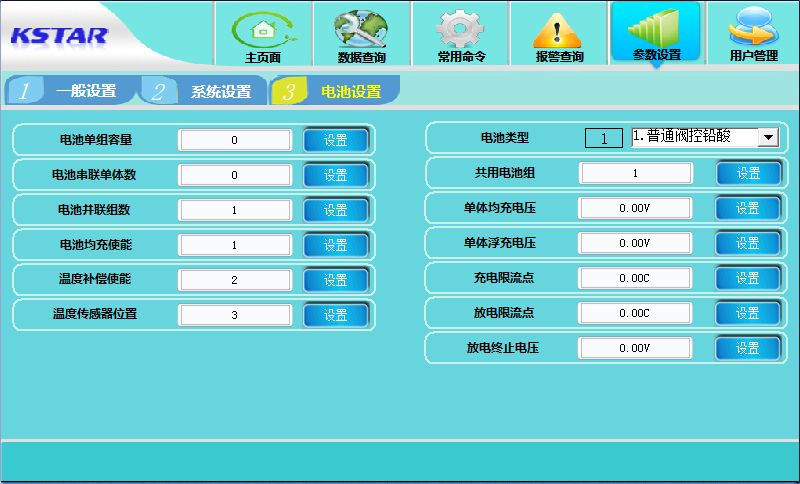 KSTAR
主页面 数据查询 常用命令 报警查询 参数设置 用户管理
1 一般设置 2 系统设置 3 电池设置
电池单组容量 0 设置
电池串联单体数 0 设置
电池并联组数 1 设置
电池均充使能 1 设置
温度补偿使能 2 设置
温度传感器位置 3 设置
电池类型 1 1.普通阀控铅酸
共用电池组 1 设置
单体均充电压 0.00V 设置
单体浮充电压 0.00V 设置
充电限流点 0.00C 设置
放电限流点 0.00C 设置
放电终止电压 0.00V 设置